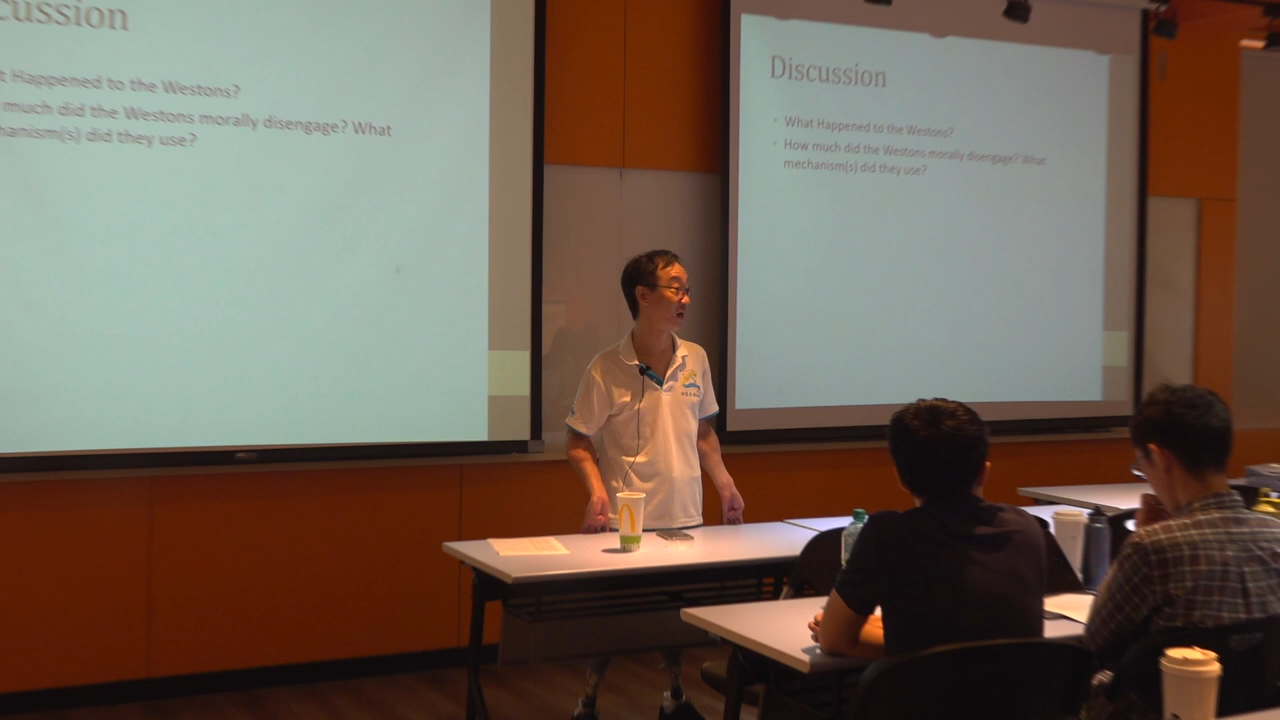 cussion
t Happened to the Westons?
much did the Westons morally disengage? What
hanism(s) did they use?
Discussion
What Happened to the Westons?
How much did the Westons morally disengage? What
mechanism(s) did they use?